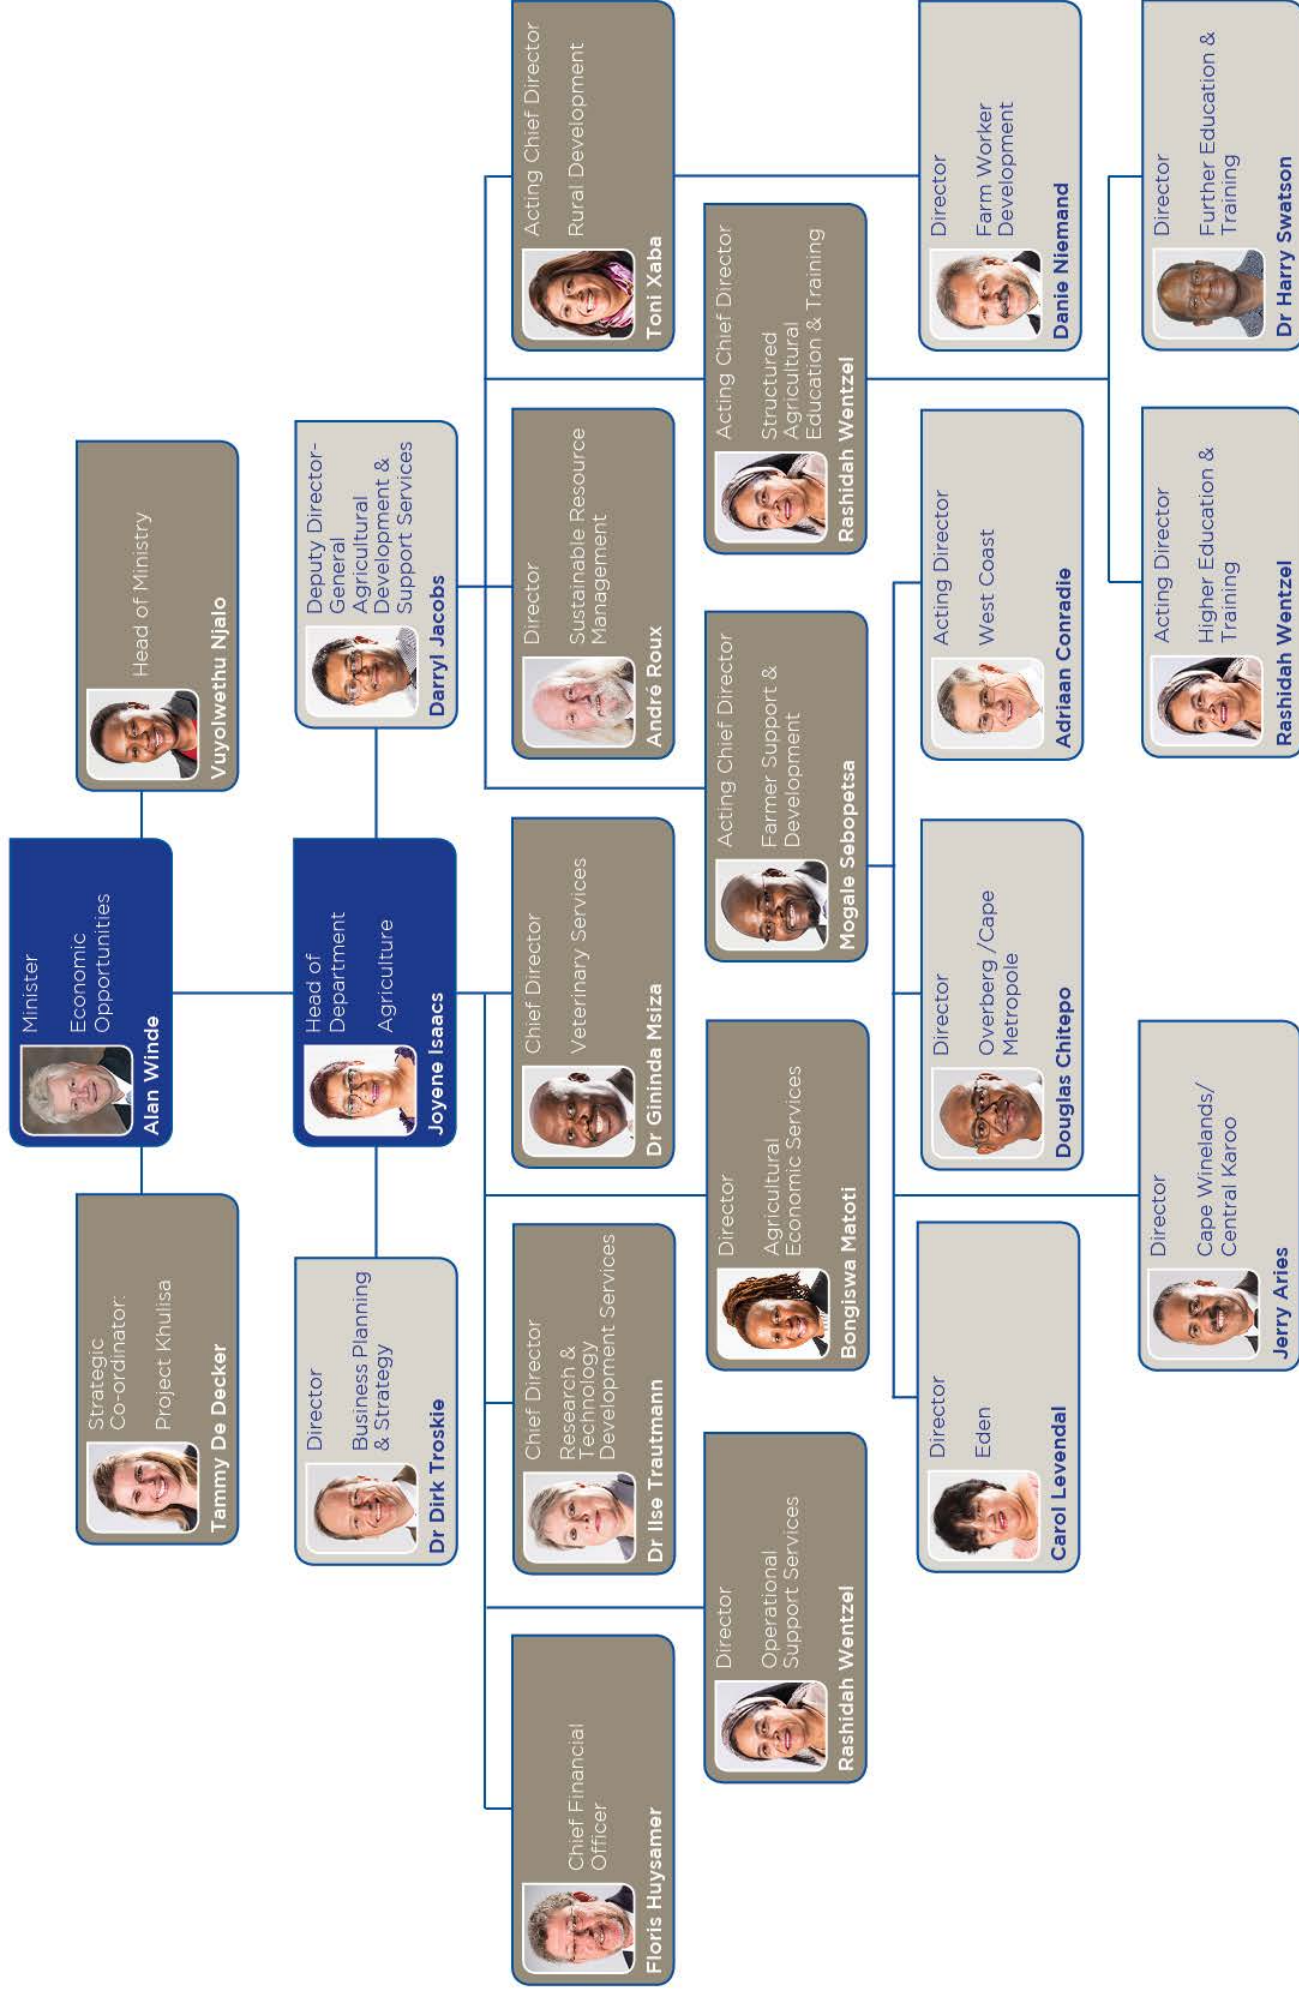 Minister
Economic
Opportunities
Alan Winde
Strategic
Co-ordinator:
Project Khulisa
Tammy De Decker
Head of Ministry
Vuyolwethu Njalo
Director
Business Planning
& Strategy
Dr Dirk Troskie
Head of
Department
Agriculture
Joyene Isaacs
Deputy Director-
General
Agricultural
Development &
Support Services
Darryl Jacobs
Chief Financial
Officer
Floris Huysamer
Chief Director
Research &
Technology
Development Services
Dr Ilse Trautmann
Chief Director
Veterinary Services
Dr Gininda Msiza
Director
Sustainable Resource
Management
André Roux
Acting Chief Director
Rural Development
Toni Xaba
Director
Operational
Support Services
Rashidah Wentzel
Director
Agricultural
Economic Services
Bongiswa Matoti
Acting Chief Director
Farmer Support &
Development
Mogale Sebopetsa
Acting Chief Director
Structured
Agricultural
Education & Training
Rashidah Wentzel
Director
Eden
Carol Levendal
Director
Overberg /Cape
Metropole
Douglas Chitepo
Acting Director
West Coast
Adriaan Conradie
Director
Farm Worker
Development
Danie Niemand
Director
Cape Winelands/
Central Karoo
Jerry Aries
Acting Director
Higher Education &
Training
Rashidah Wentzel
Director
Further Education &
Training
Dr Harry Swatson